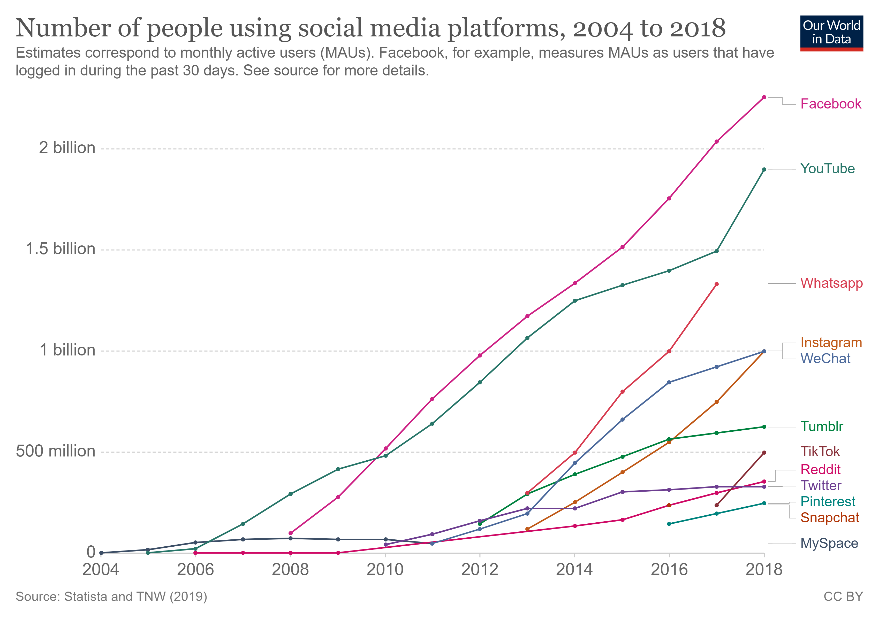 Number of people using social media platforms, 2004 to 2018
Our World
in Data
Estimates correspond to monthly active users (MAUs). Facebook, for example, measures MAUs as users that have
logged in during the past 30 days. See source for more details.
Facebook
2 billion
YouTube
1.5 billion
Whatsapp
Instagram
1 billion
WeChat
Tumblr
500 million
TikTok
Reddit
Twitter
Pinterest
Snapchat
MySpace
0
2004 2006 2008 2010 2012 2014 2016 2018
Source: Statista and TNW (2019)
CC BY